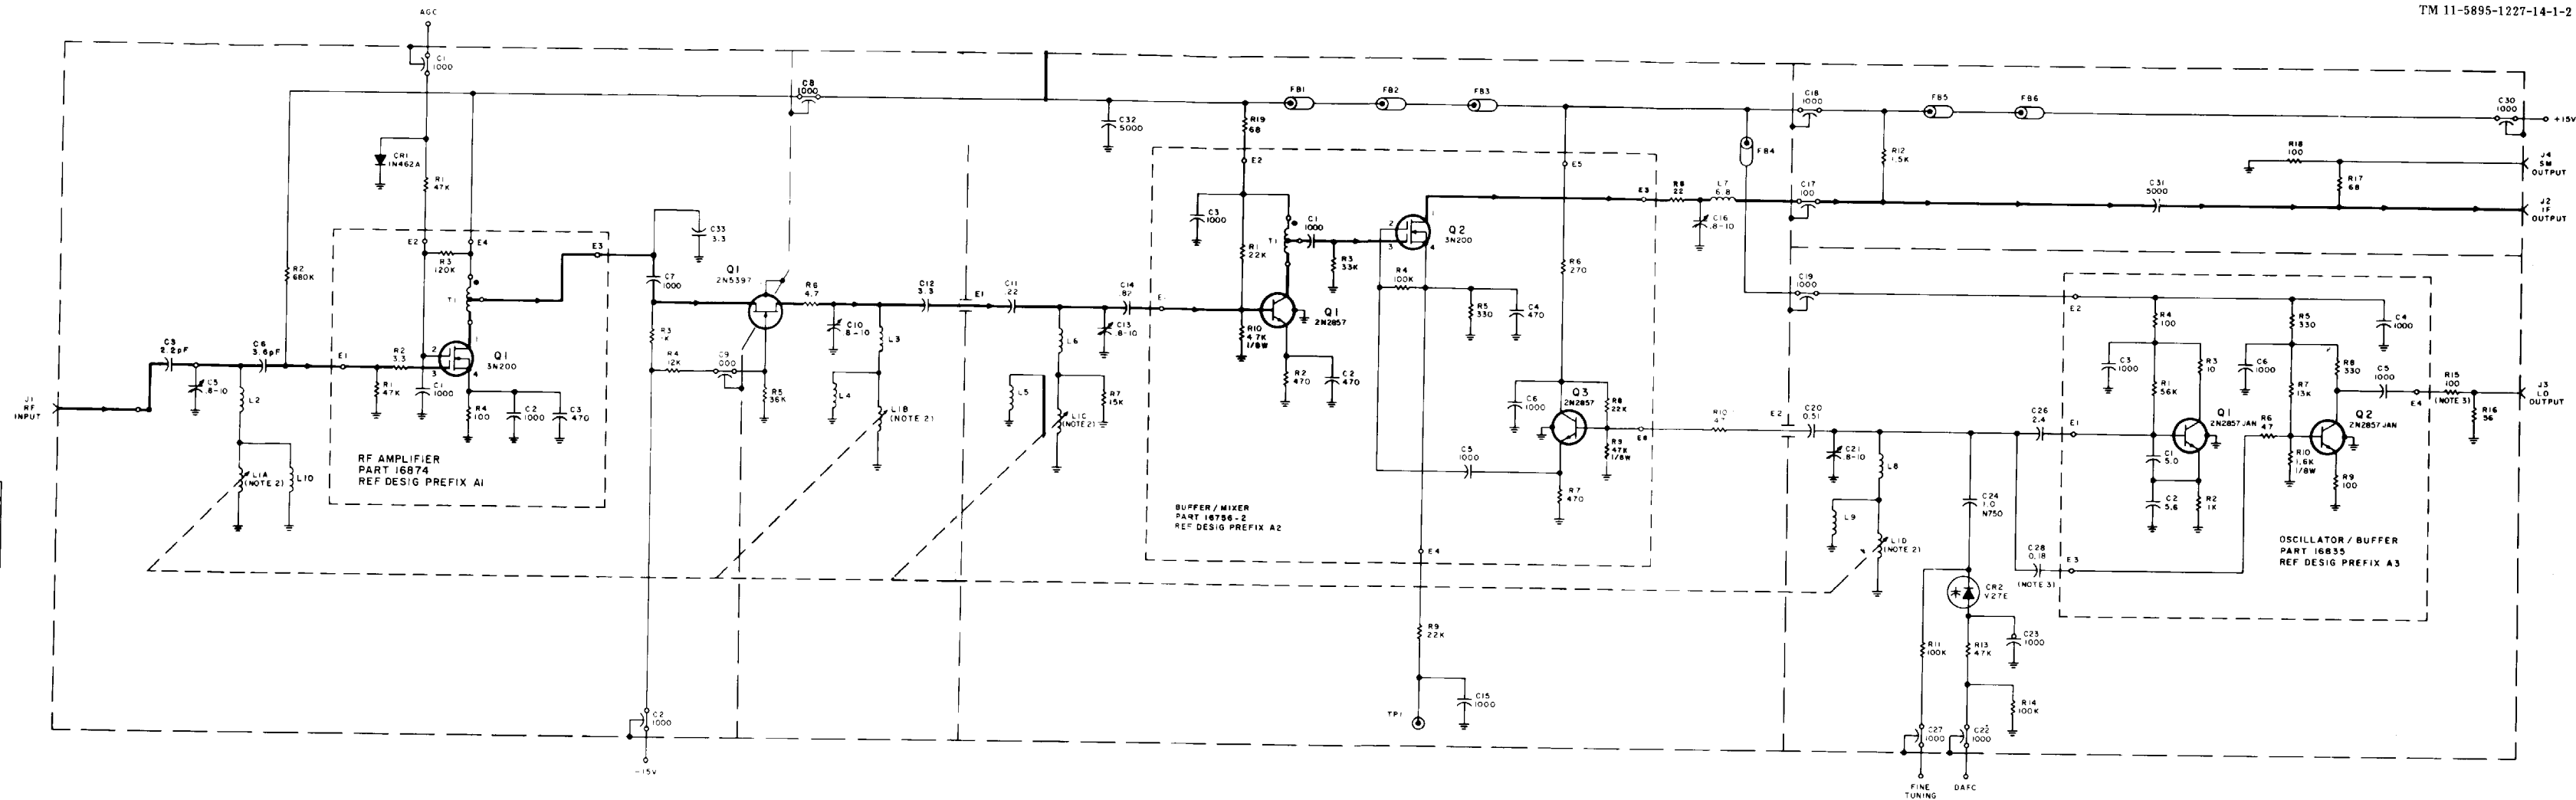 TM 11-5895-1227-14-1-2
AGC
C1
1000
C8
1000
C32
5000
R19
68
FB1
FB2
FB3
C18
1000
FB5
FB6
C30
1000
+15V
CR1
1N462A
R1
47K
E2
FB4
R12
1.5K
R18
100
J4
SM
OUTPUT
E5
R17
68
C3
1000
R1
22K
T1
C1
1000
R3
33K
Q2
3N200
1
2
3
4
E3
R8
22
L7
6.8
C16
.8-10
C17
100
C31
5000
J2
IF
OUTPUT
R2
680K
E2
E4
R3
120K
T1
E3
C33
3.3
C7
1000
Q1
2N5397
R6
4.7
C10
.8-10
L3
C12
3.3
E1
C11
.22
L6
C13
.8-10
C14
.82
R10
4.7K
1/8W
Q1
2N2857
R4
100K
R5
330
C4
470
R6
270
C19
1000
E2
C3
2.2pF
C5
.8-10
L2
C6
3.6pF
E1
R1
47K
R2
3.3
Q1
3N200
1
2
3
4
C1
1000
R4
100
C2
1000
C3
470
R3
1K
R4
12K
C9
000
R5
36K
L4
L1B
(NOTE 2)
L5
L1C
(NOTE 2)
R7
15K
R2
470
C2
470
C6
1000
Q3
2N2857
R8
22K
R9
47K
1/8W
E6
R10
47
E2
C20
0.51
C21
.8-10
L8
C26
2.4
E1
R4
100
C3
1000
R1
56K
R3
10
C6
1000
R5
330
R7
13K
R8
330
C4
1000
C5
1000
E4
R15
100
(NOTE 3)
R16
56
J3
LO
OUTPUT
J1
RF
INPUT
L1A
(NOTE 2)
L10
RF AMPLIFIER
PART 16874
REF DESIG PREFIX A1
C5
1000
R7
470
C24
1.0
N750
L9
L1D
(NOTE 2)
Q1
2N2857JAN
C1
5.0
C2
5.6
R2
1K
R6
47
R10
1.6K
1/8W
Q2
2N2857JAN
R9
100
BUFFER/MIXER
PART 16756-2
REF DESIG PREFIX A2
E4
C28
0.18
(NOTE 3)
E3
OSCILLATOR/BUFFER
PART 16835
REF DESIG PREFIX A3
CR2
V27E
R9
22K
R11
100K
R13
47K
C23
1000
C15
1000
TP1
R14
100K
C2
1000
-15V
C27
1000
C22
1000
FINE
TUNING
DAFC